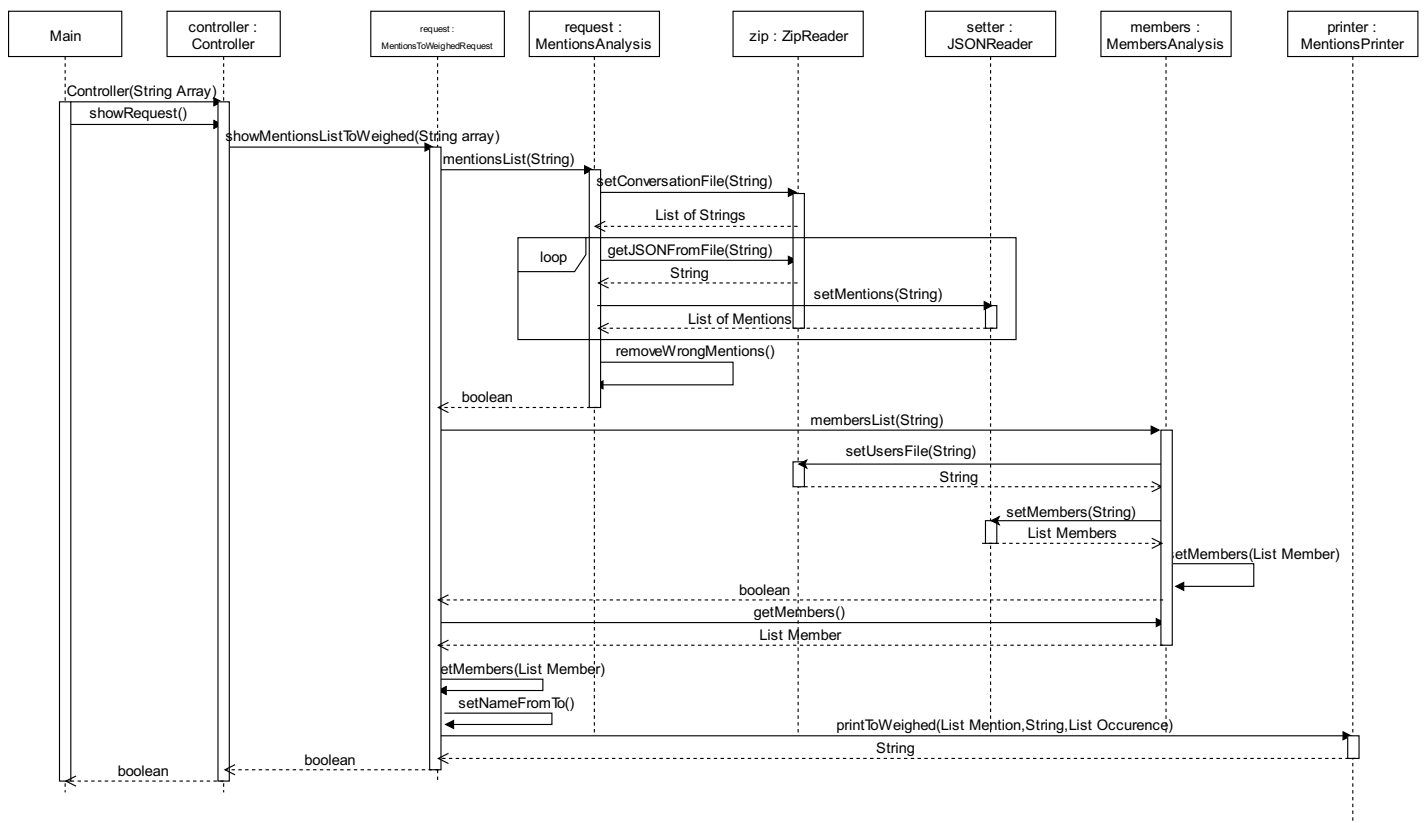 Main
controller :
Controller
request :
MentionsToWeighedRequest
request :
MentionsAnalysis
zip : ZipReader
setter :
JSONReader
members :
MembersAnalysis
printer :
MentionsPrinter
Controller(String Array)
showRequest()
showMentionsListToWeighed(String array)
mentionsList(String)
setConversationFile(String)
List of Strings
loop
getJSONFromFile(String)
String
setMentions(String)
List of Mentions
removeWrongMentions()
boolean
membersList(String)
setUsersFile(String)
String
setMembers(String)
List Members
etMembers(List Member)
boolean
getMembers()
List Member
etMembers(List Member)
setNameFromTo()
printToWeighed(List Mention,String,List Occurence)
String
boolean
boolean